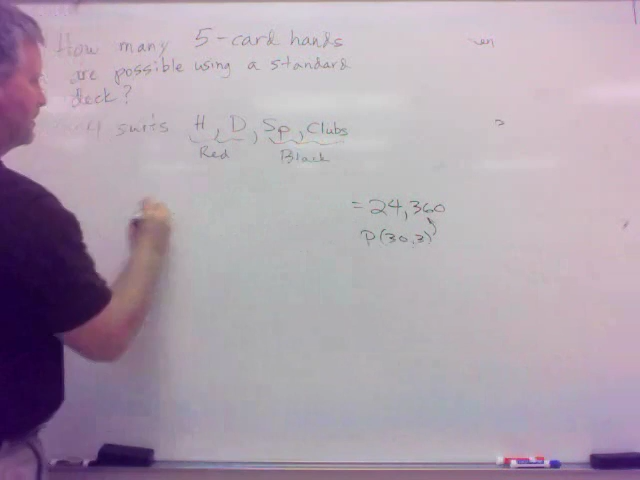 How many 5-card hands
are possible using a standard
deck?
4 suits H, D, Sp, Clubs
Red Black
= 24,360
P(30,3)